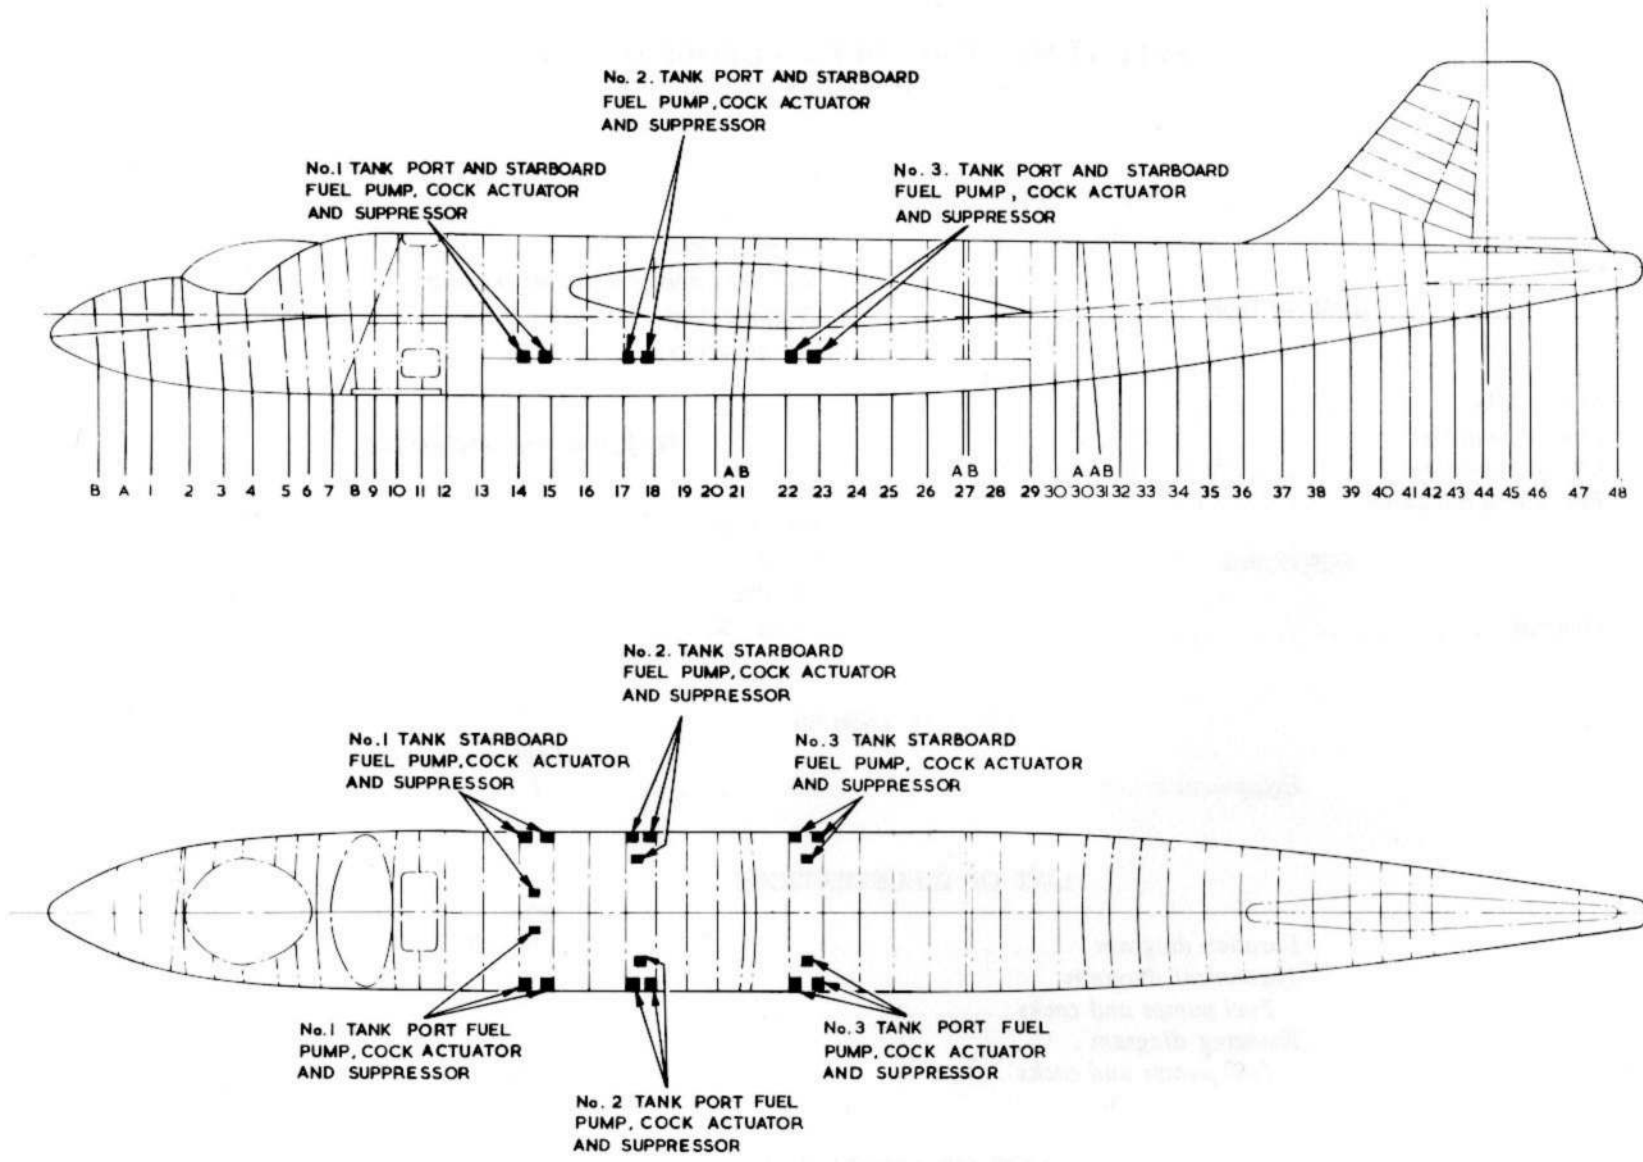 No. 2. TANK PORT AND STARBOARD
FUEL PUMP, COCK ACTUATOR
AND SUPPRESSOR
No.1 TANK PORT AND STARBOARD
FUEL PUMP, COCK ACTUATOR
AND SUPPRESSOR
No. 3. TANK PORT AND STARBOARD
FUEL PUMP, COCK ACTUATOR
AND SUPPRESSOR
A B A B A A B
B A 1 2 3 4 5 6 7 8 9 10 11 12 13 14 15 16 17 18 19 20 21 22 23 24 25 26 27 28 29 30 30 31 32 33 34 35 36 37 38 39 40 41 42 43 44 45 46 47 48
No. 2. TANK STARBOARD
FUEL PUMP, COCK ACTUATOR
AND SUPPRESSOR
No.1 TANK STARBOARD
FUEL PUMP, COCK ACTUATOR
AND SUPPRESSOR
No.3 TANK STARBOARD
FUEL PUMP, COCK ACTUATOR
AND SUPPRESSOR
No.1 TANK PORT FUEL
PUMP, COCK ACTUATOR
AND SUPPRESSOR
No.3 TANK PORT FUEL
PUMP, COCK ACTUATOR
AND SUPPRESSOR
No. 2 TANK PORT FUEL
PUMP, COCK ACTUATOR
AND SUPPRESSOR